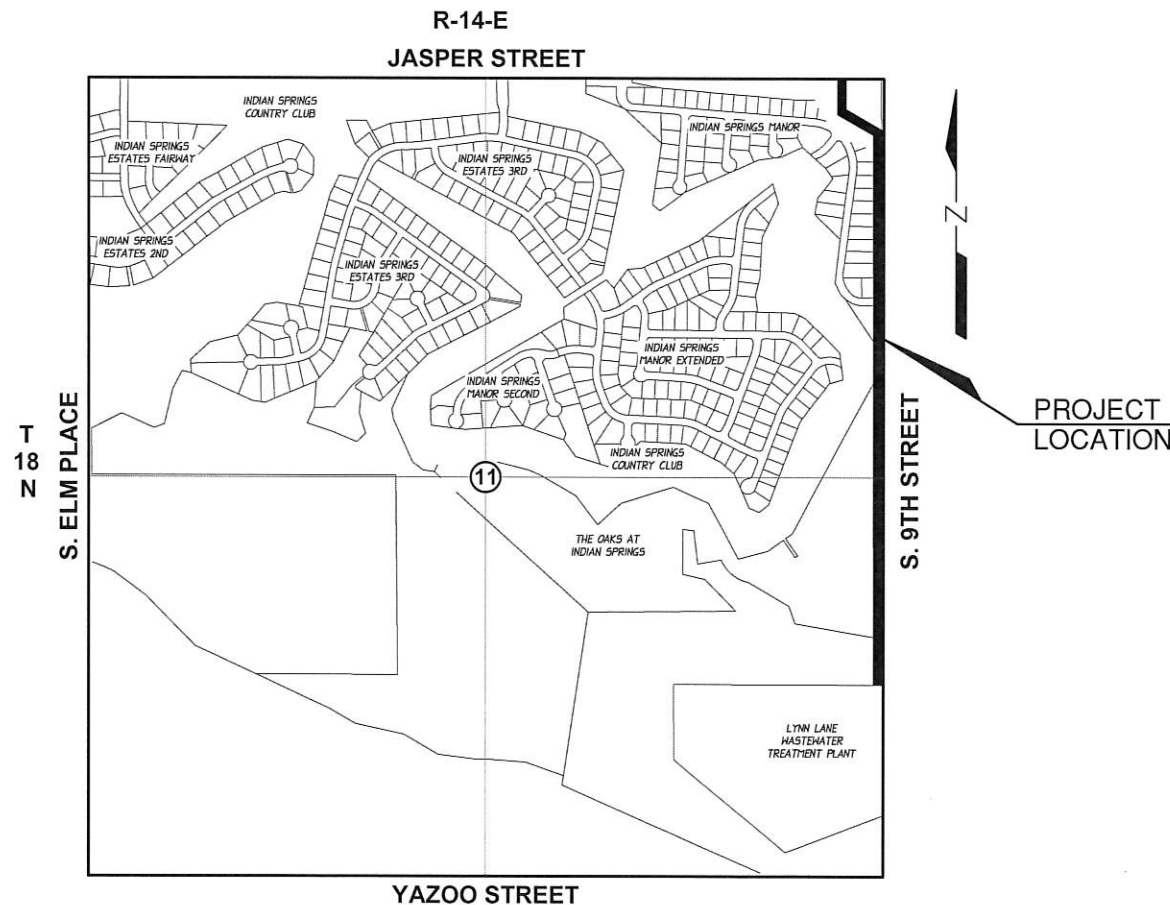 R-14-E
JASPER STREET
INDIAN SPRINGS
COUNTRY CLUB
INDIAN SPRINGS
ESTATES FAIRWAY
INDIAN SPRINGS
ESTATES 3RD
INDIAN SPRINGS MANOR
INDIAN SPRINGS
ESTATES 2ND
INDIAN SPRINGS
ESTATES 3RD
INDIAN SPRINGS
MANOR EXTENDED
INDIAN SPRINGS
MANOR SECOND
INDIAN SPRINGS
COUNTRY CLUB
N
PROJECT
LOCATION
T
18
N
S. ELM PLACE
11
S. 9TH STREET
THE OAKS AT
INDIAN SPRINGS
LYNN LANE
WASTEWATER
TREATMENT PLANT
YAZOO STREET